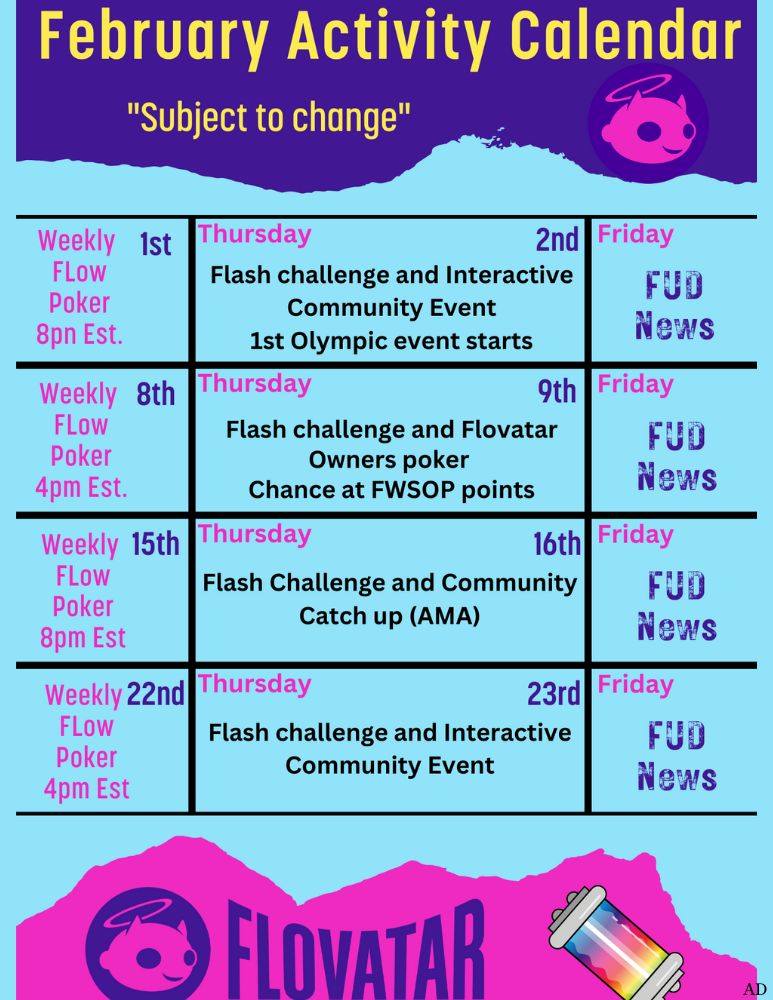 February Activity Calendar
"Subject to change"
Weekly 1st
FLow
Poker
8pn Est.
Thursday 2nd
Flash challenge and Interactive
Community Event
1st Olympic event starts
Friday
FUD
News
Weekly 8th
FLow
Poker
4pm Est.
Thursday 9th
Flash challenge and Flovatar
Owners poker
Chance at FWSOP points
Friday
FUD
News
Weekly 15th
FLow
Poker
8pm Est
Thursday 16th
Flash Challenge and Community
Catch up (AMA)
Friday
FUD
News
Weekly 22nd
FLow
Poker
4pm Est
Thursday 23rd
Flash challenge and Interactive
Community Event
Friday
FUD
News
FLOVATAR
AD